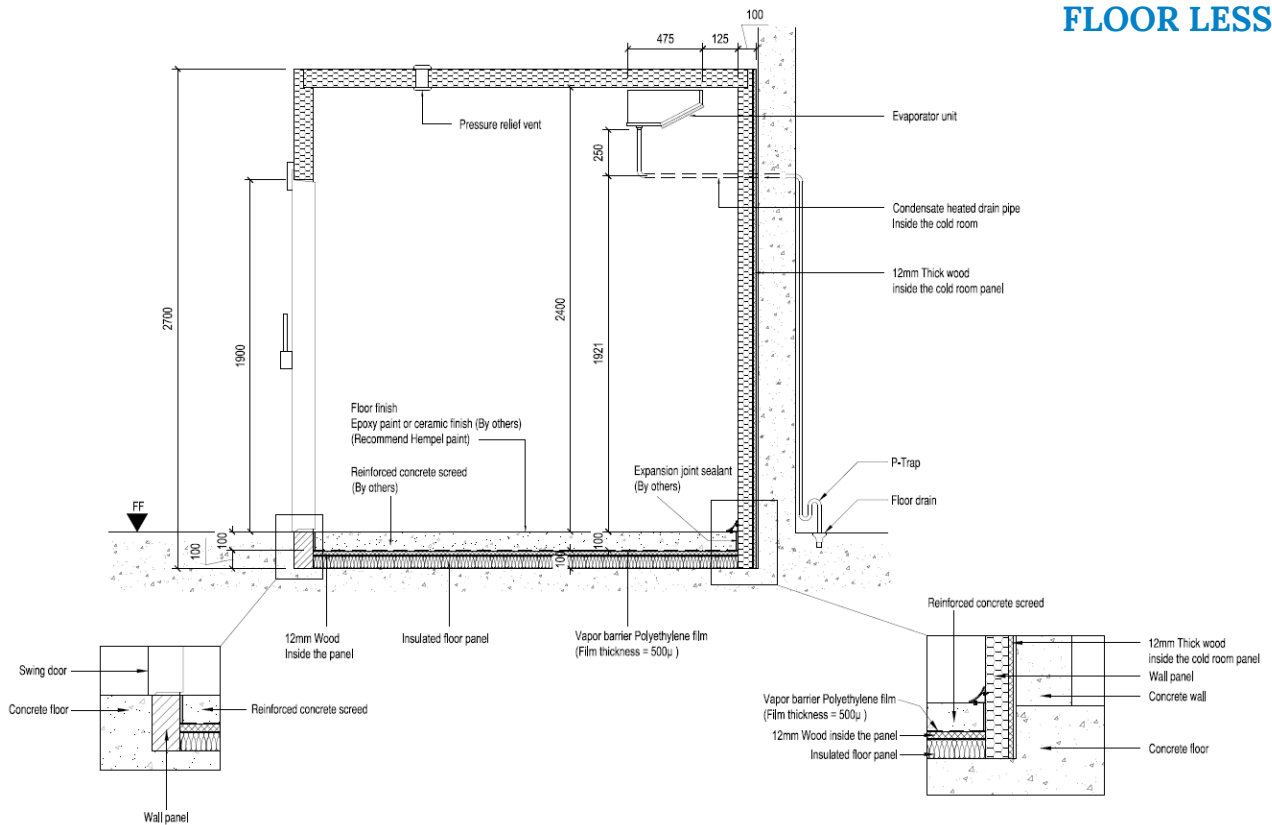 FLOOR LESS
100
475
125
Pressure relief vent
Evaporator unit
250
Condensate heated drain pipe
Inside the cold room
12mm Thick wood
inside the cold room panel
2700
1900
2400
1921
Floor finish
Epoxy paint or ceramic finish (By others)
(Recommend Hempel paint)
Reinforced concrete screed
(By others)
Expansion joint sealant
(By others)
P-Trap
Floor drain
FF
100
100
100
100
12mm Wood
Inside the panel
Insulated floor panel
Vapor barrier Polyethylene film
(Film thickness = 500µ )
Swing door
Concrete floor
Reinforced concrete screed
Wall panel
Reinforced concrete screed
12mm Thick wood
inside the cold room panel
Wall panel
Concrete wall
Vapor barrier Polyethylene film
(Film thickness = 500µ )
12mm Wood inside the panel
Insulated floor panel
Concrete floor